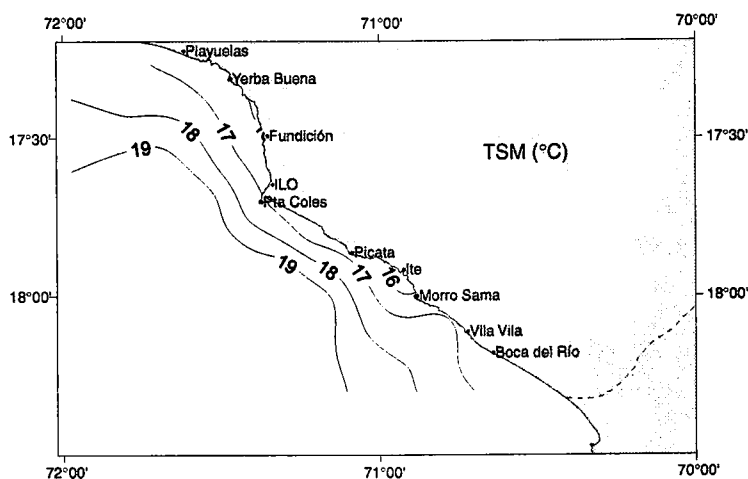 72°00'
71°00'
70°00'
Playuelas
Yerba Buena
17°30'
Fundición
17°30'
17
18
19
TSM (°C)
ILO
Pta Coles
Picata
Ite
16
17
18
19
Morro Sama
18°00'
18°00'
Vila Vila
Boca del Río
72°00'
71°00'
70°00'